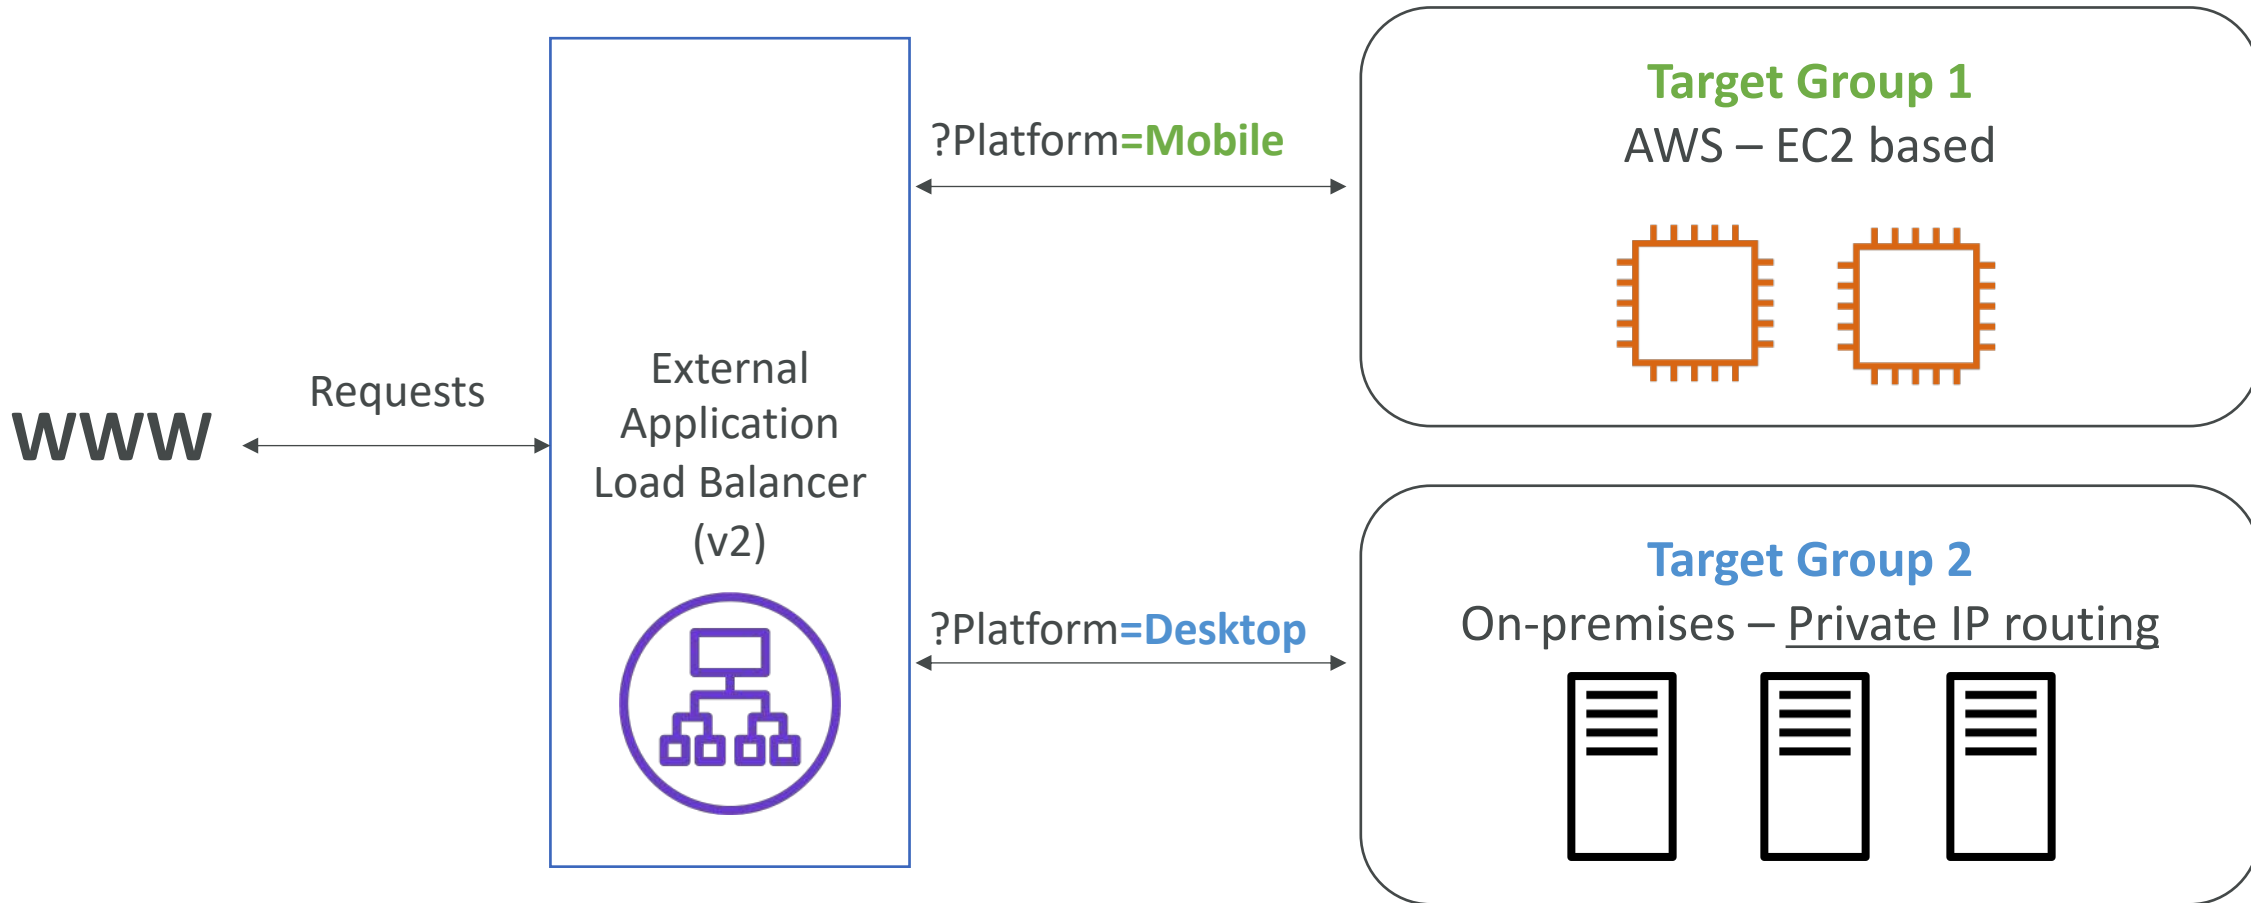 WWW
Requests
External
Application
Load Balancer
(v2)
?Platform=Mobile
Target Group 1
AWS – EC2 based
?Platform=Desktop
Target Group 2
On-premises – Private IP routing